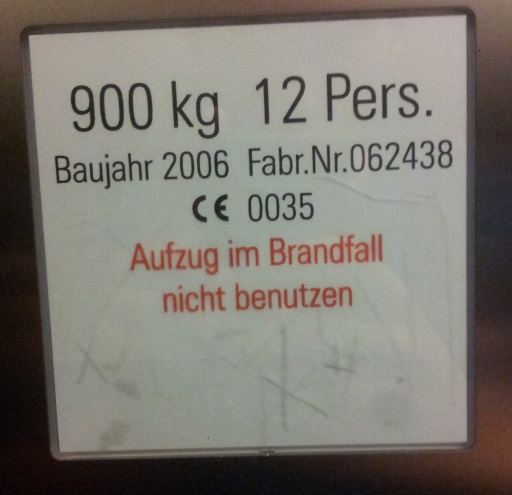 900 kg 12 Pers.
Baujahr 2006 Fabr.Nr.062438
CE 0035
Aufzug im Brandfall
nicht benutzen